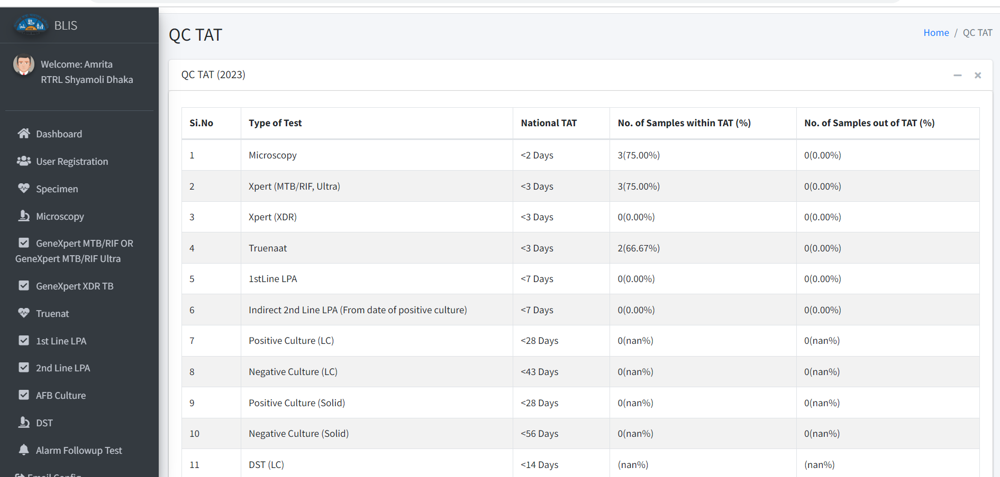 BLIS
Welcome: Amrita
RTRL Shyamoli Dhaka
Dashboard
User Registration
Specimen
Microscopy
GeneXpert MTB/RIF OR
GeneXpert MTB/RIF Ultra
GeneXpert XDR TB
Truenat
1st Line LPA
2nd Line LPA
AFB Culture
DST
Alarm Followup Test
Email Config
QC TAT
Home / QC TAT
QC TAT (2023)
Si.No Type of Test National TAT No. of Samples within TAT (%) No. of Samples out of TAT (%)
1 Microscopy <2 Days 3(75.00%) 0(0.00%)
2 Xpert (MTB/RIF, Ultra) <3 Days 3(75.00%) 0(0.00%)
3 Xpert (XDR) <3 Days 0(0.00%) 0(0.00%)
4 Truenaat <3 Days 2(66.67%) 0(0.00%)
5 1stLine LPA <7 Days 0(0.00%) 0(0.00%)
6 Indirect 2nd Line LPA (From date of positive culture) <7 Days 0(0.00%) 0(0.00%)
7 Positive Culture (LC) <28 Days 0(nan%) 0(nan%)
8 Negative Culture (LC) <43 Days 0(nan%) 0(nan%)
9 Positive Culture (Solid) <28 Days 0(nan%) 0(nan%)
10 Negative Culture (Solid) <56 Days 0(nan%) 0(nan%)
11 DST (LC) <14 Days (nan%) (nan%)